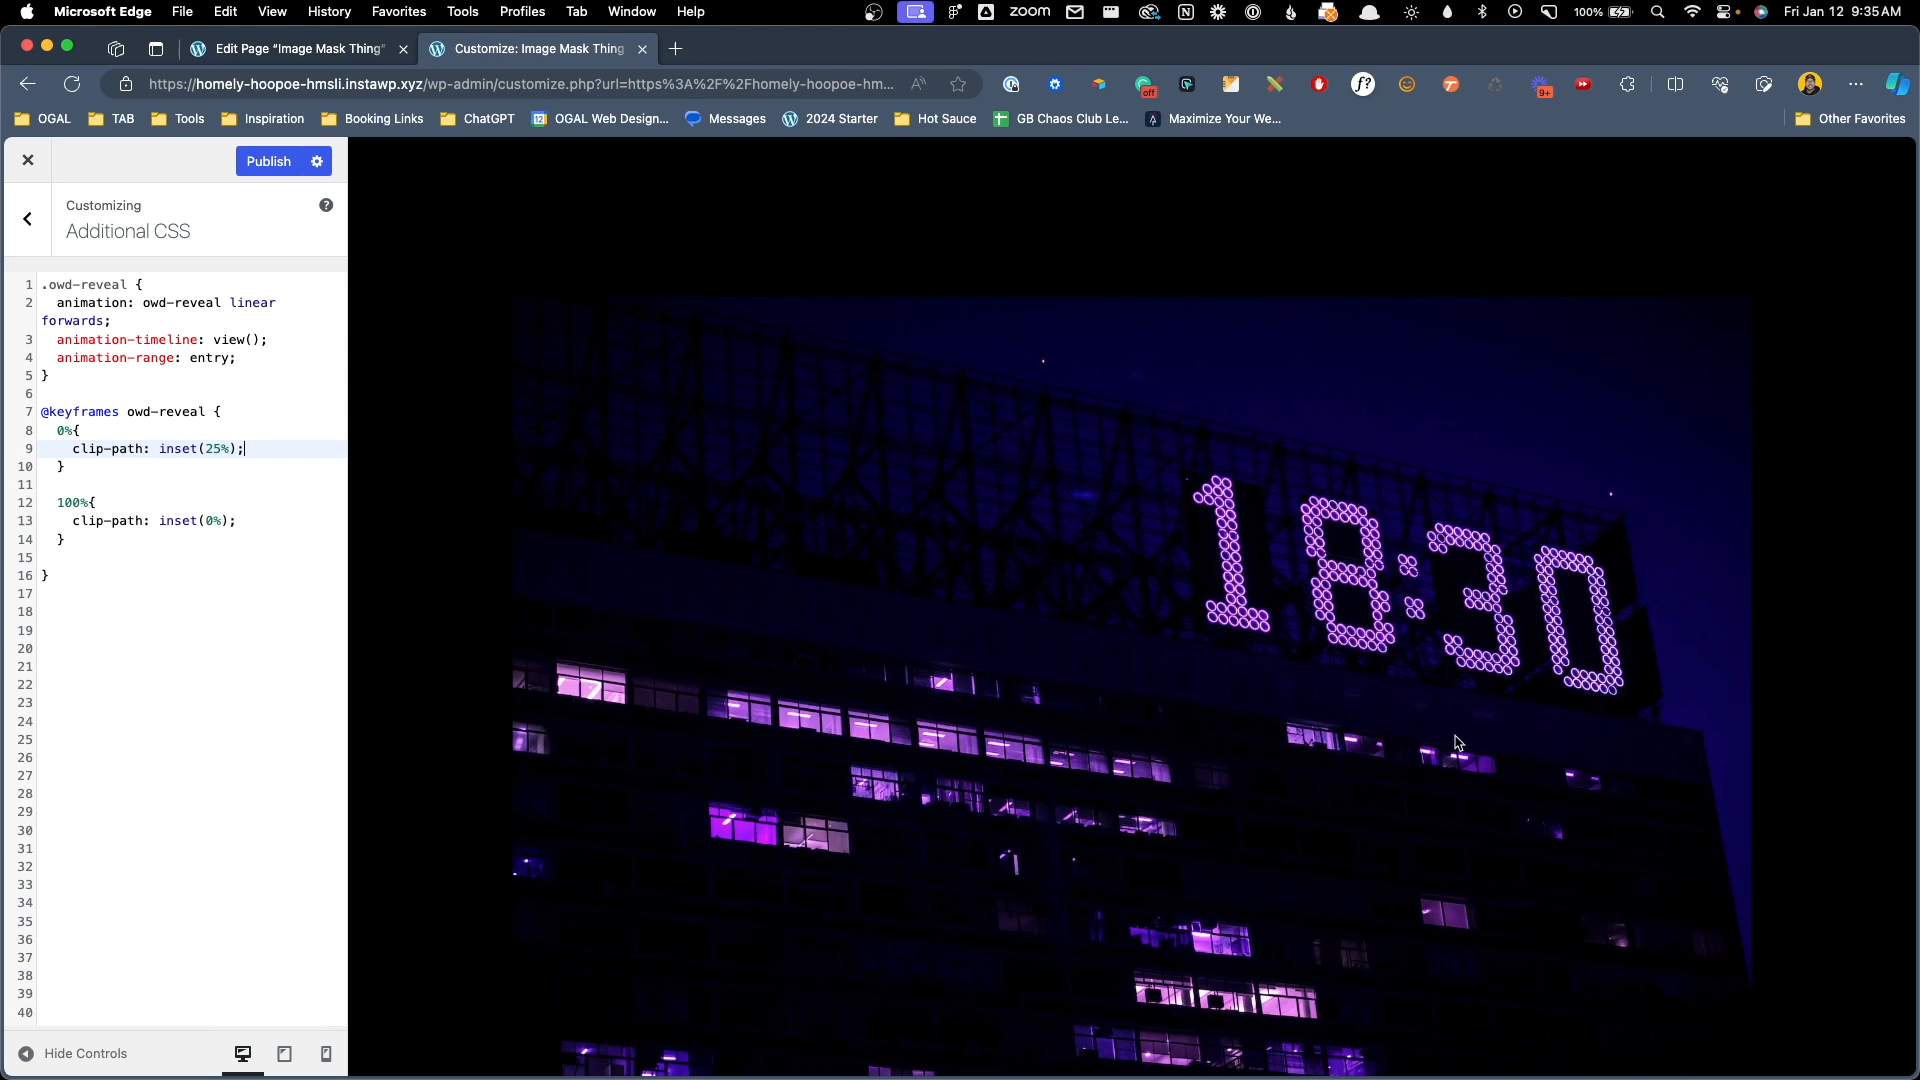 Microsoft Edge File Edit View History Favorites Tools Profiles Tab Window Help zoom 100% Fri Jan 12 9:35 AM
Edit Page "Image Mask Thing" Customize: Image Mask Thing
https://homely-hoopoe-hmsli.instawp.xyz/wp-admin/customize.php?url=https%3A%2F%2Fhomely-hoopoe-hm... off f? 9+
OGAL TAB Tools Inspiration Booking Links ChatGPT 12 OGAL Web Design... Messages 2024 Starter Hot Sauce GB Chaos Club Le... Maximize Your We... Other Favorites
Publish
Customizing
Additional CSS
1 .owd-reveal {
2 animation: owd-reveal linear
forwards;
3 animation-timeline: view();
4 animation-range: entry;
5 }
6
7 @keyframes owd-reveal {
8 0%{
9 clip-path: inset(25%);
10 }
11
12 100%{
13 clip-path: inset(0%);
14 }
15
16 }
17
18
19
20
21
22
23
24
25
26
27
28
29
30
31
32
33
34
35
36
37
38
39
40
Hide Controls
18:30